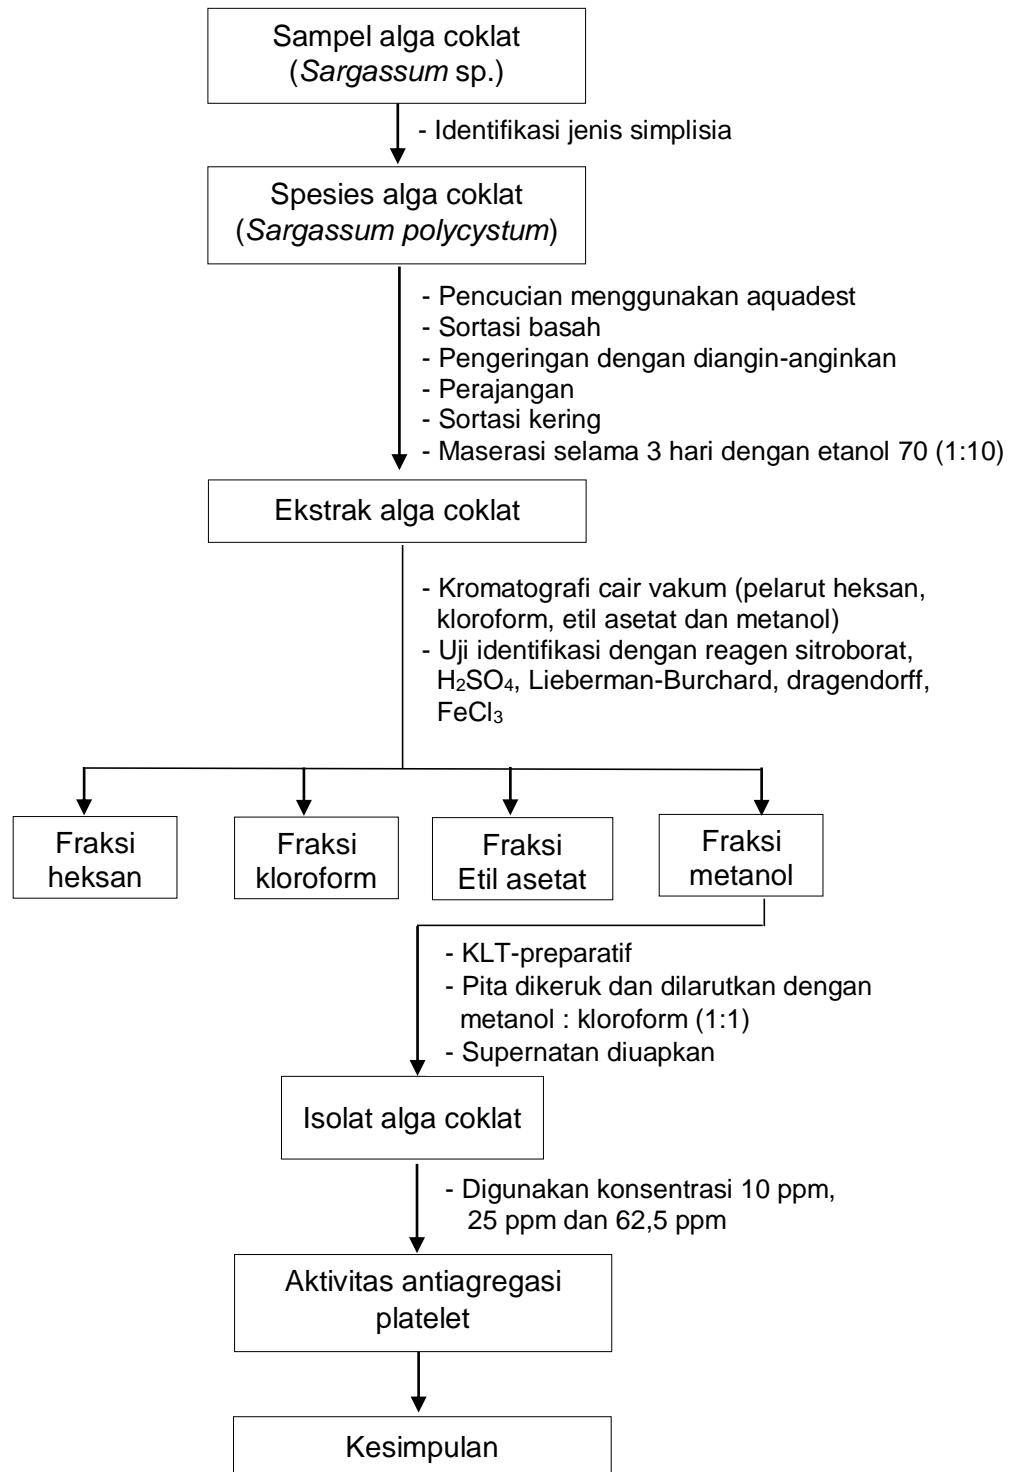 Sampel alga coklat
(Sargassum sp.)
- Identifikasi jenis simplisia
Spesies alga coklat
(Sargassum polycystum)
- Pencucian menggunakan aquadest
- Sortasi basah
- Pengeringan dengan diangin-anginkan
- Perajangan
- Sortasi kering
- Maserasi selama 3 hari dengan etanol 70 (1:10)
Ekstrak alga coklat
- Kromatografi cair vakum (pelarut heksan,
kloroform, etil asetat dan metanol)
- Uji identifikasi dengan reagen sitroborat,
H₂SO₄, Lieberman-Burchard, dragendorff,
FeCl₃
Fraksi
heksan
Fraksi
kloroform
Fraksi
Etil asetat
Fraksi
metanol
- KLT-preparatif
- Pita dikeruk dan dilarutkan dengan
metanol : kloroform (1:1)
- Supernatan diuapkan
Isolat alga coklat
- Digunakan konsentrasi 10 ppm,
25 ppm dan 62,5 ppm
Aktivitas antiagregasi
platelet
Kesimpulan